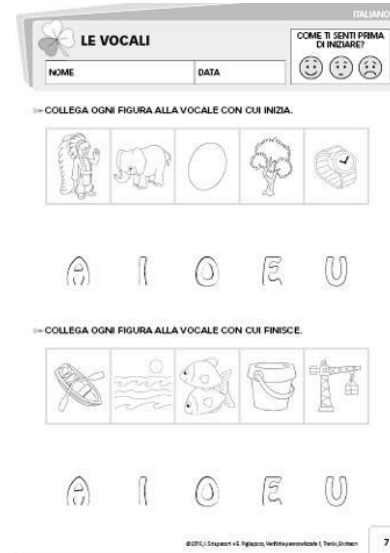 ITALIANO
LE VOCALI
COME TI SENTI PRIMA
DI INIZIARE?
NOME
DATA
COLLEGA OGNI FIGURA ALLA VOCALE CON CUI INIZIA.
A I O E U
COLLEGA OGNI FIGURA ALLA VOCALE CON CUI FINISCE.
A I O E U
7